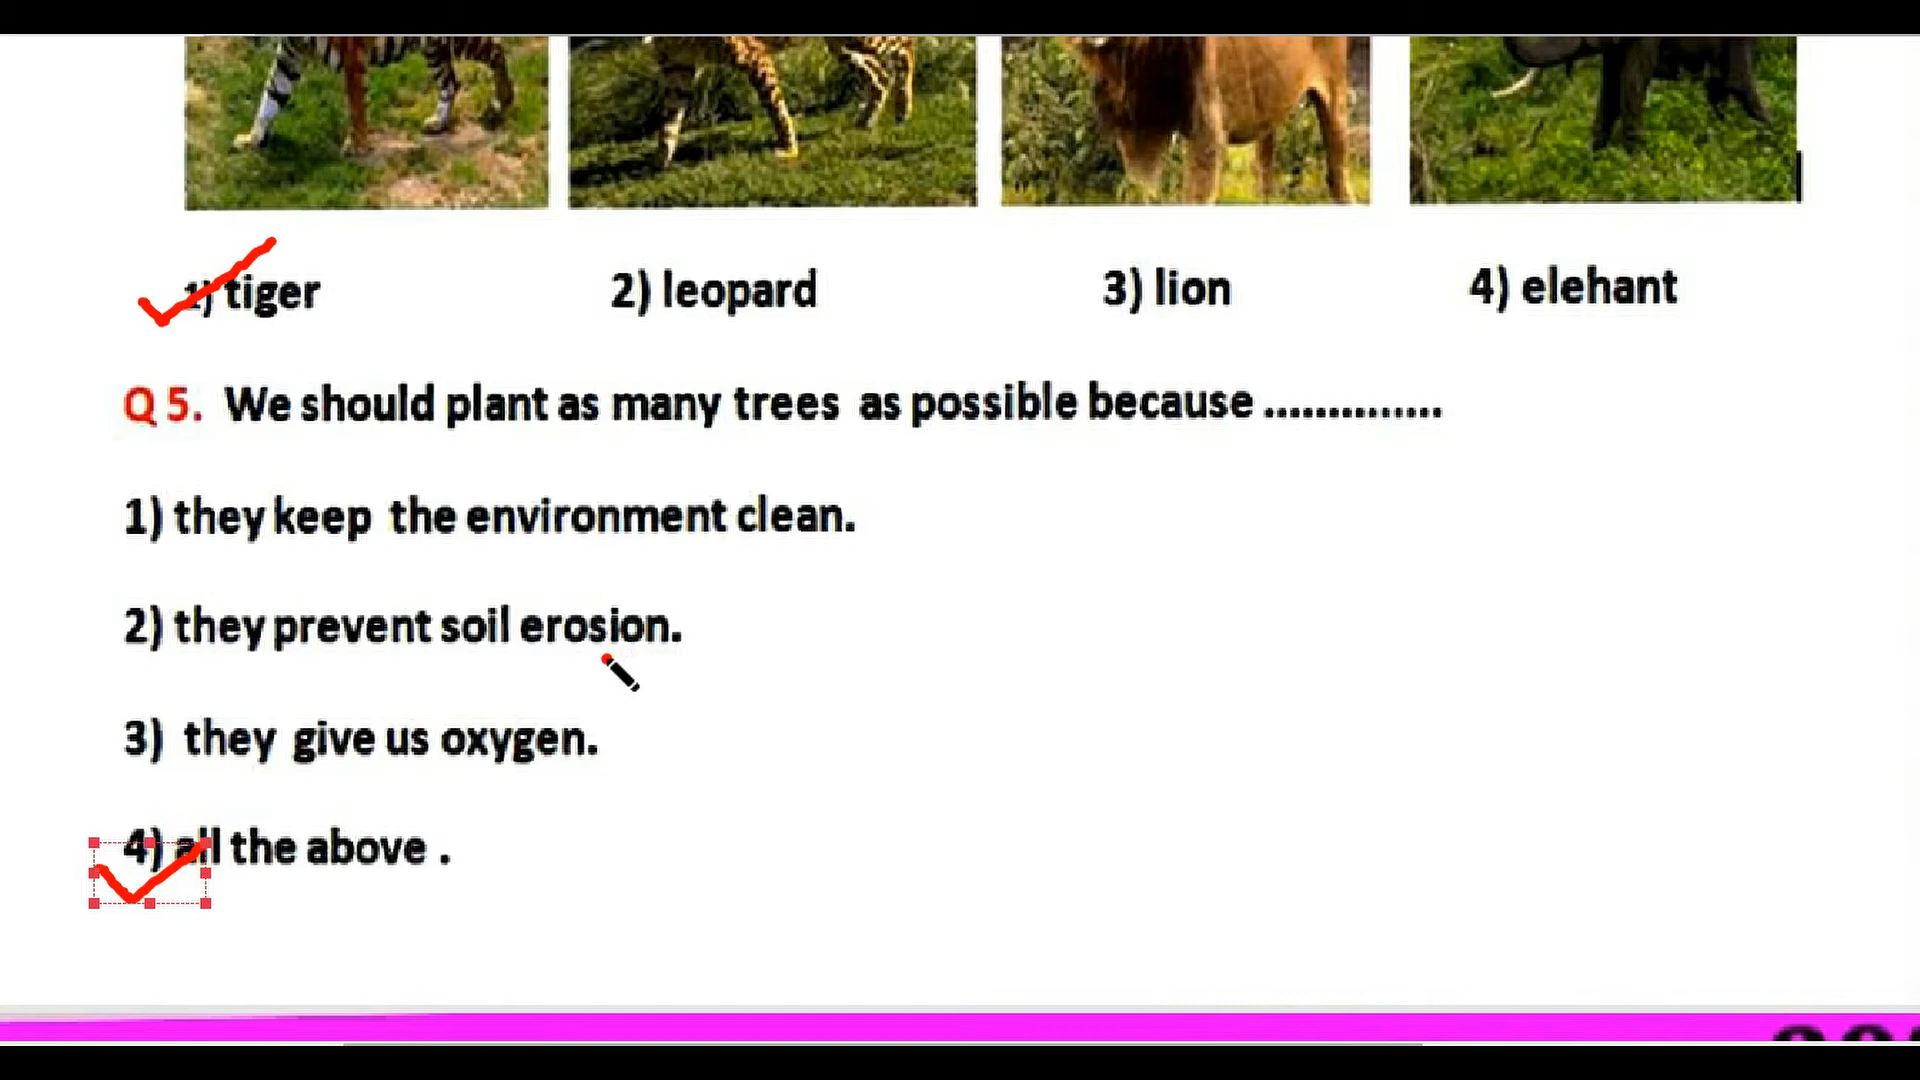 1) tiger 2) leopard 3) lion 4) elehant
Q 5. We should plant as many trees as possible because ..............
1) they keep the environment clean.
2) they prevent soil erosion.
3) they give us oxygen.
4) all the above .